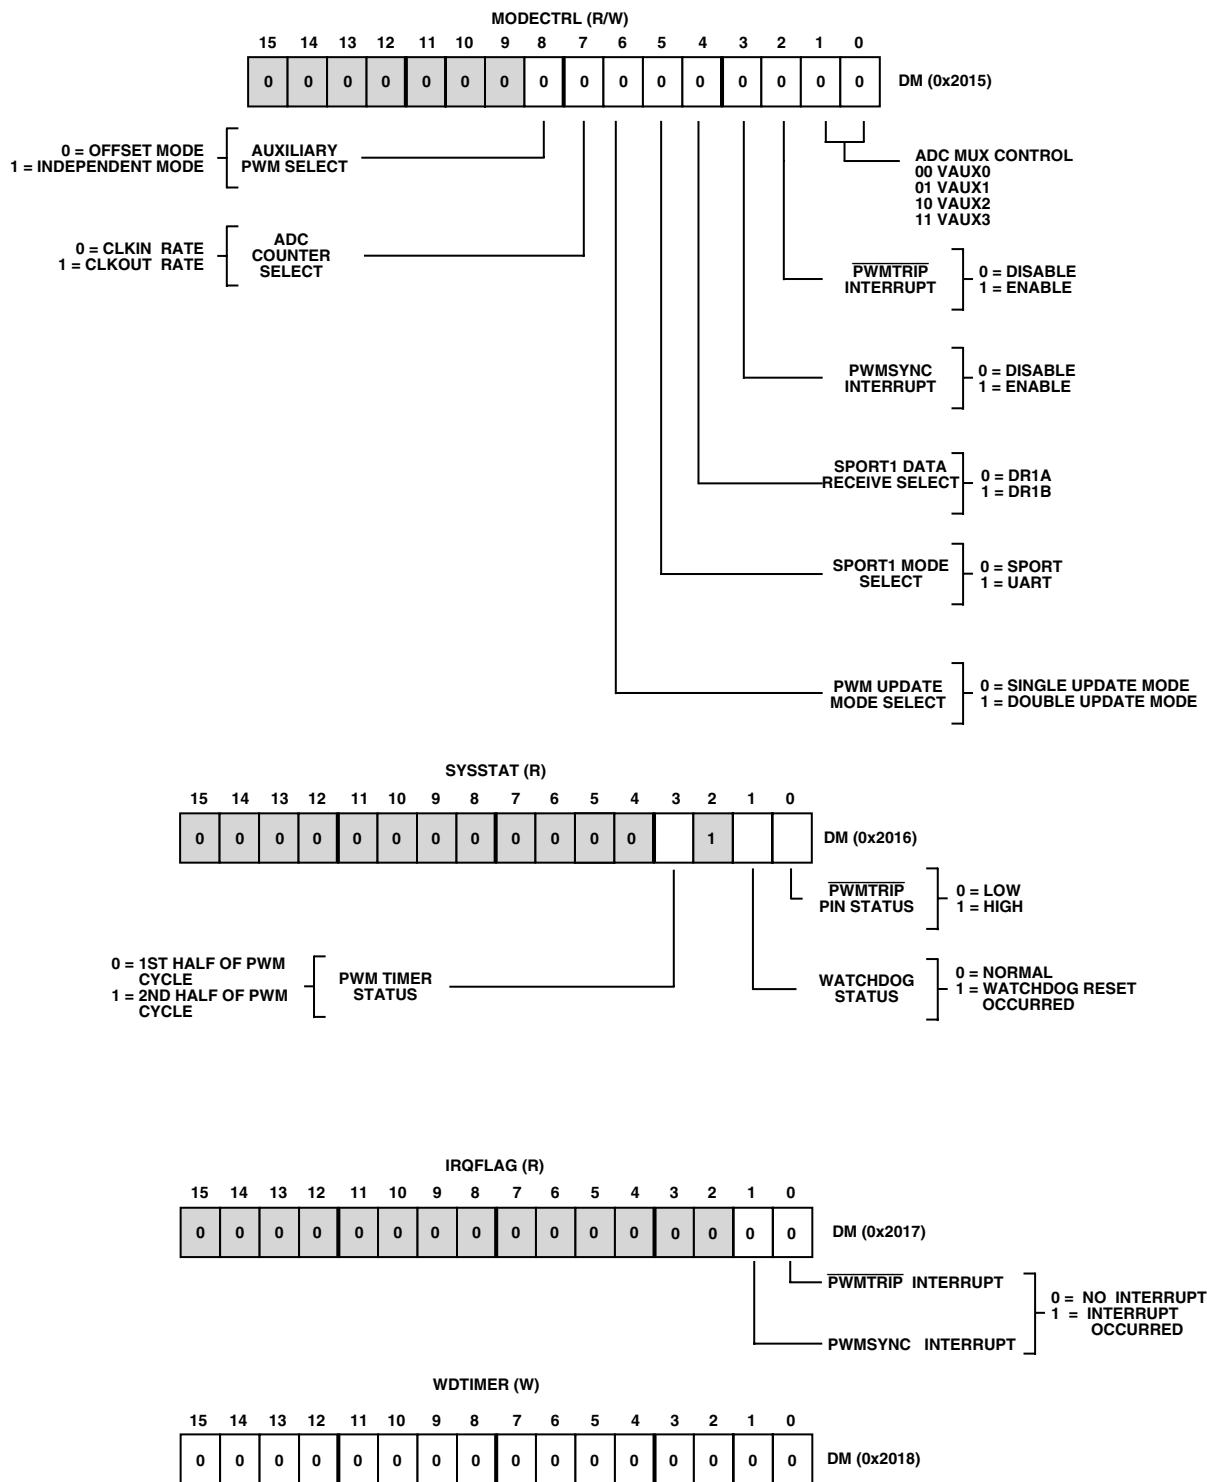 MODECTRL (R/W)
15 14 13 12 11 10 9 8 7 6 5 4 3 2 1 0
0 0 0 0 0 0 0 0 0 0 0 0 0 0 0 0
DM (0x2015)
0 = OFFSET MODE
1 = INDEPENDENT MODE
AUXILIARY
PWM SELECT
ADC MUX CONTROL
00 VAUX0
01 VAUX1
10 VAUX2
11 VAUX3
0 = CLKIN RATE
1 = CLKOUT RATE
ADC
COUNTER
SELECT
PWMTRIP
INTERRUPT
0 = DISABLE
1 = ENABLE
PWMSYNC
INTERRUPT
0 = DISABLE
1 = ENABLE
SPORT1 DATA
RECEIVE SELECT
0 = DR1A
1 = DR1B
SPORT1 MODE
SELECT
0 = SPORT
1 = UART
PWM UPDATE
MODE SELECT
0 = SINGLE UPDATE MODE
1 = DOUBLE UPDATE MODE
SYSSTAT (R)
15 14 13 12 11 10 9 8 7 6 5 4 3 2 1 0
0 0 0 0 0 0 0 0 0 0 0 0 1
DM (0x2016)
PWMTRIP
PIN STATUS
0 = LOW
1 = HIGH
0 = 1ST HALF OF PWM
CYCLE
1 = 2ND HALF OF PWM
CYCLE
PWM TIMER
STATUS
WATCHDOG
STATUS
0 = NORMAL
1 = WATCHDOG RESET
OCCURRED
IRQFLAG (R)
15 14 13 12 11 10 9 8 7 6 5 4 3 2 1 0
0 0 0 0 0 0 0 0 0 0 0 0 0 0 0 0
DM (0x2017)
PWMTRIP INTERRUPT
PWMSYNC INTERRUPT
0 = NO INTERRUPT
1 = INTERRUPT
OCCURRED
WDTIMER (W)
15 14 13 12 11 10 9 8 7 6 5 4 3 2 1 0
0 0 0 0 0 0 0 0 0 0 0 0 0 0 0 0
DM (0x2018)